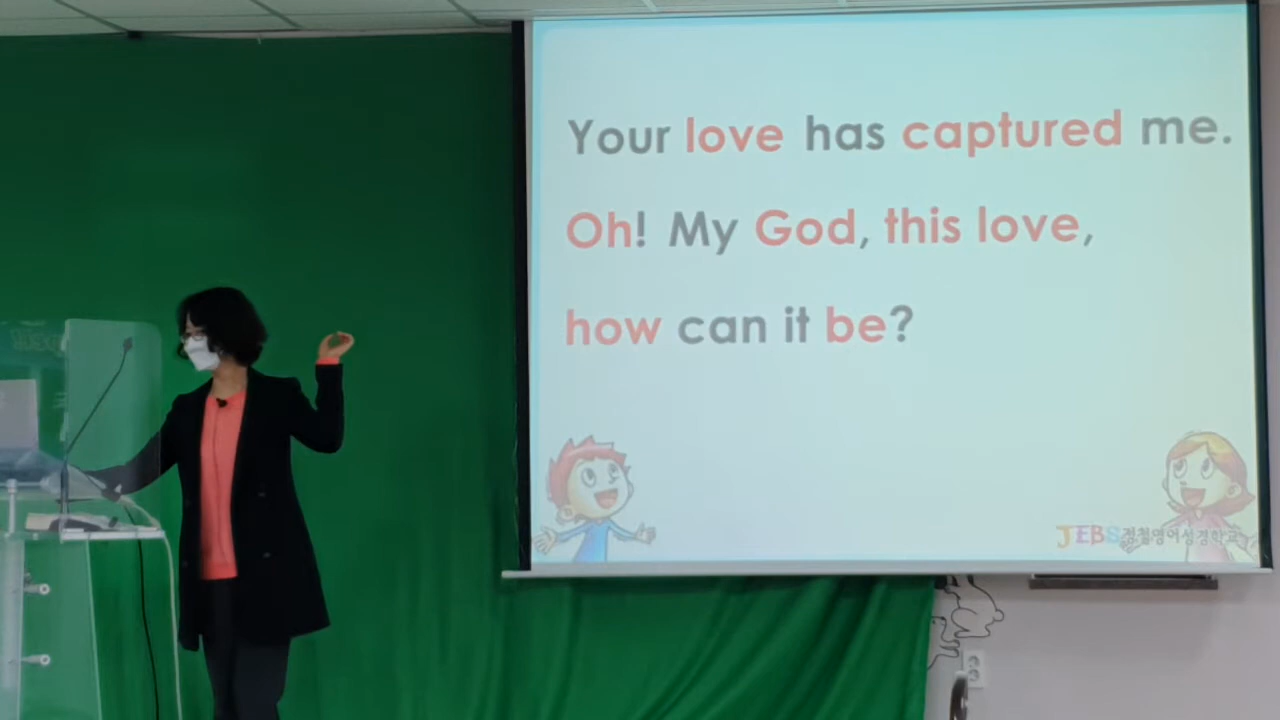 Your love has captured me.
Oh! My God, this love,
how can it be?
JEBS정철영어성경학교